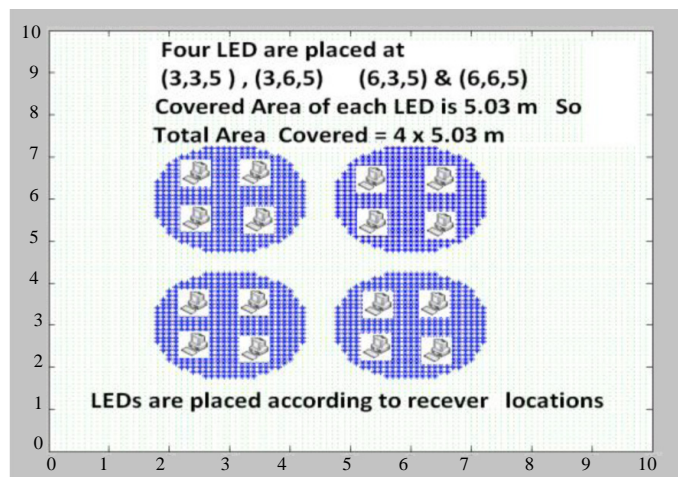 Four LED are placed at
(3,3,5 ) , (3,6,5) (6,3,5) & (6,6,5)
Covered Area of each LED is 5.03 m So
Total Area Covered = 4 x 5.03 m
LEDs are placed according to recever locations
10
9
8
7
6
5
4
3
2
1
0
0 1 2 3 4 5 6 7 8 9 10